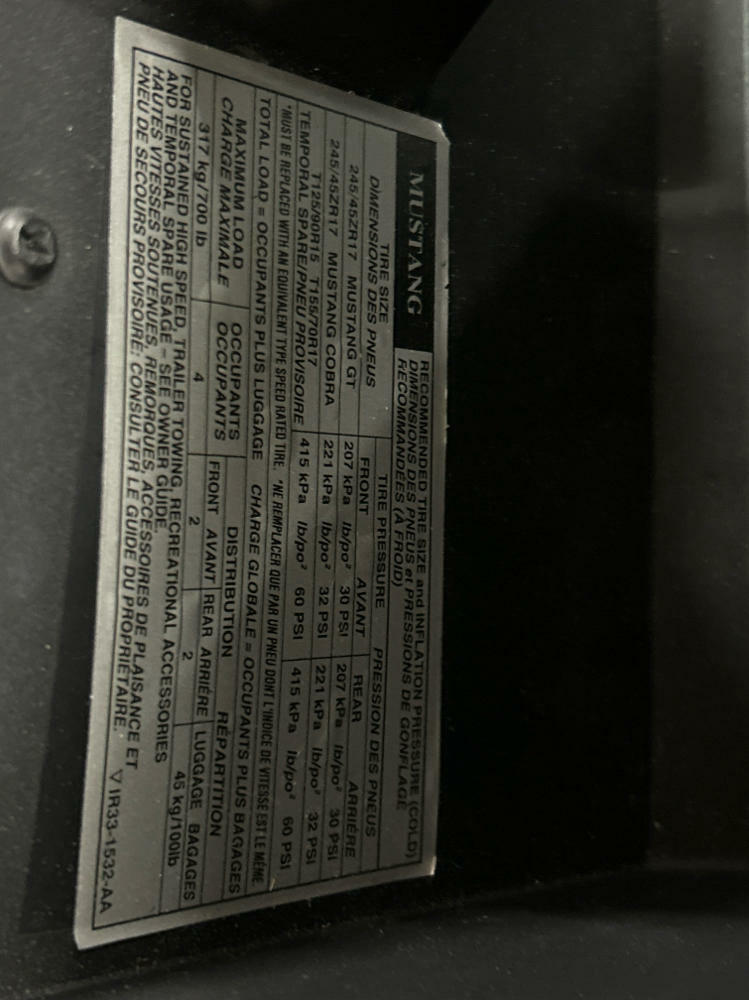 MUSTANG
RECOMMENDED TIRE SIZE and INFLATION PRESSURE (COLD)
DIMENSIONS DES PNEUS et PRESSIONS DE GONFLAGE
RECOMMANDÉES (À FROID)
TIRE SIZE
DIMENSIONS DES PNEUS
TIRE PRESSURE PRESSION DES PNEUS
FRONT AVANT REAR ARRIÈRE
245/45ZR17 MUSTANG GT 207 kPa lb/po² 30 PSI 207 kPa lb/po² 30 PSI
245/45ZR17 MUSTANG COBRA 221 kPa lb/po² 32 PSI 221 kPa lb/po² 32 PSI
T125/90R15 T155/70R17
TEMPORAL SPARE/PNEU PROVISOIRE 415 kPa lb/po² 60 PSI 415 kPa lb/po² 60 PSI
*MUST BE REPLACED WITH AN EQUIVALENT TYPE SPEED RATED TIRE. *NE REMPLACER QUE PAR UN PNEU DONT L'INDICE DE VITESSE EST LE MÊME
TOTAL LOAD = OCCUPANTS PLUS LUGGAGE CHARGE GLOBALE = OCCUPANTS PLUS BAGAGES
MAXIMUM LOAD
CHARGE MAXIMALE
OCCUPANTS
OCCUPANTS
DISTRIBUTION RÉPARTITION
FRONT AVANT REAR ARRIÈRE LUGGAGE BAGAGES
317 kg/700 lb 4 2 2 45 kg/100lb
FOR SUSTAINED HIGH SPEED, TRAILER TOWING, RECREATIONAL ACCESSORIES
AND TEMPORAL SPARE USAGE – SEE OWNER GUIDE.
HAUTES VITESSES SOUTENUES, REMORQUES, ACCESSOIRES DE PLAISANCE ET
PNEU DE SECOURS PROVISOIRE: CONSULTER LE GUIDE DU PROPRIÉTAIRE.
▽ IR33-1532-AA